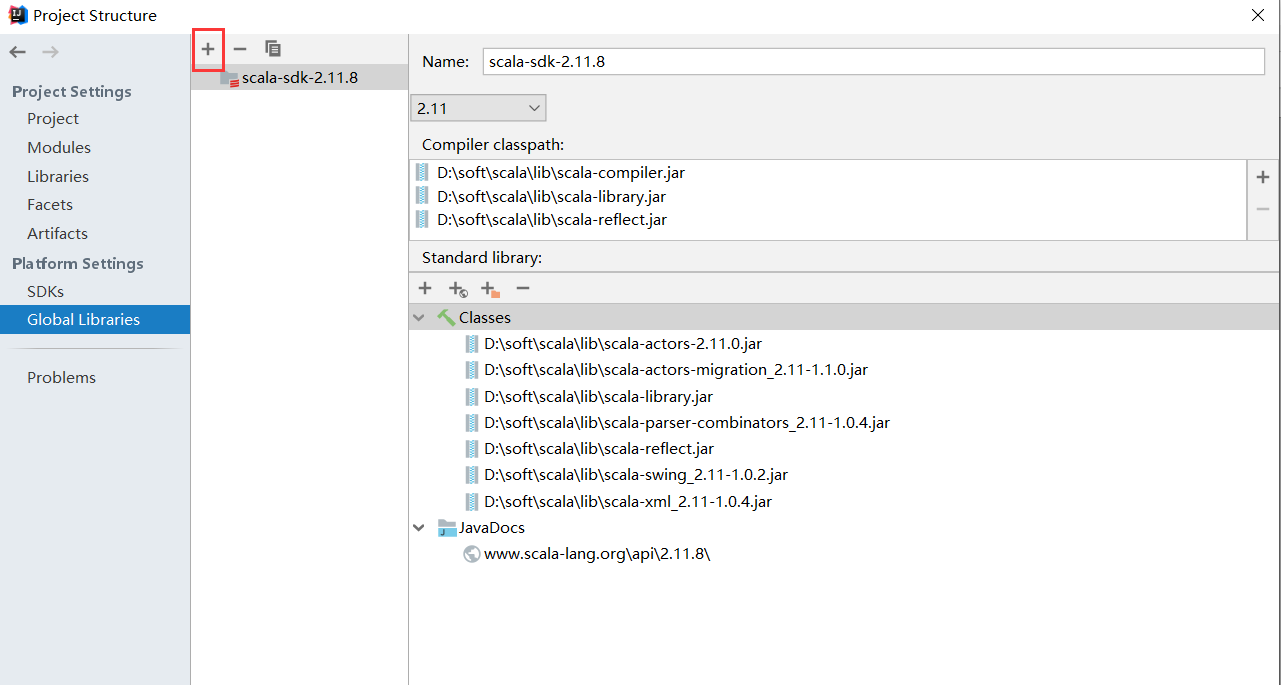 Project Structure
Project Settings
Project
Modules
Libraries
Facets
Artifacts
Platform Settings
SDKs
Global Libraries
Problems
scala-sdk-2.11.8
Name:
scala-sdk-2.11.8
2.11
Compiler classpath:
D:\soft\scala\lib\scala-compiler.jar
D:\soft\scala\lib\scala-library.jar
D:\soft\scala\lib\scala-reflect.jar
Standard library:
Classes
D:\soft\scala\lib\scala-actors-2.11.0.jar
D:\soft\scala\lib\scala-actors-migration_2.11-1.1.0.jar
D:\soft\scala\lib\scala-library.jar
D:\soft\scala\lib\scala-parser-combinators_2.11-1.0.4.jar
D:\soft\scala\lib\scala-reflect.jar
D:\soft\scala\lib\scala-swing_2.11-1.0.2.jar
D:\soft\scala\lib\scala-xml_2.11-1.0.4.jar
JavaDocs
www.scala-lang.org\api\2.11.8\